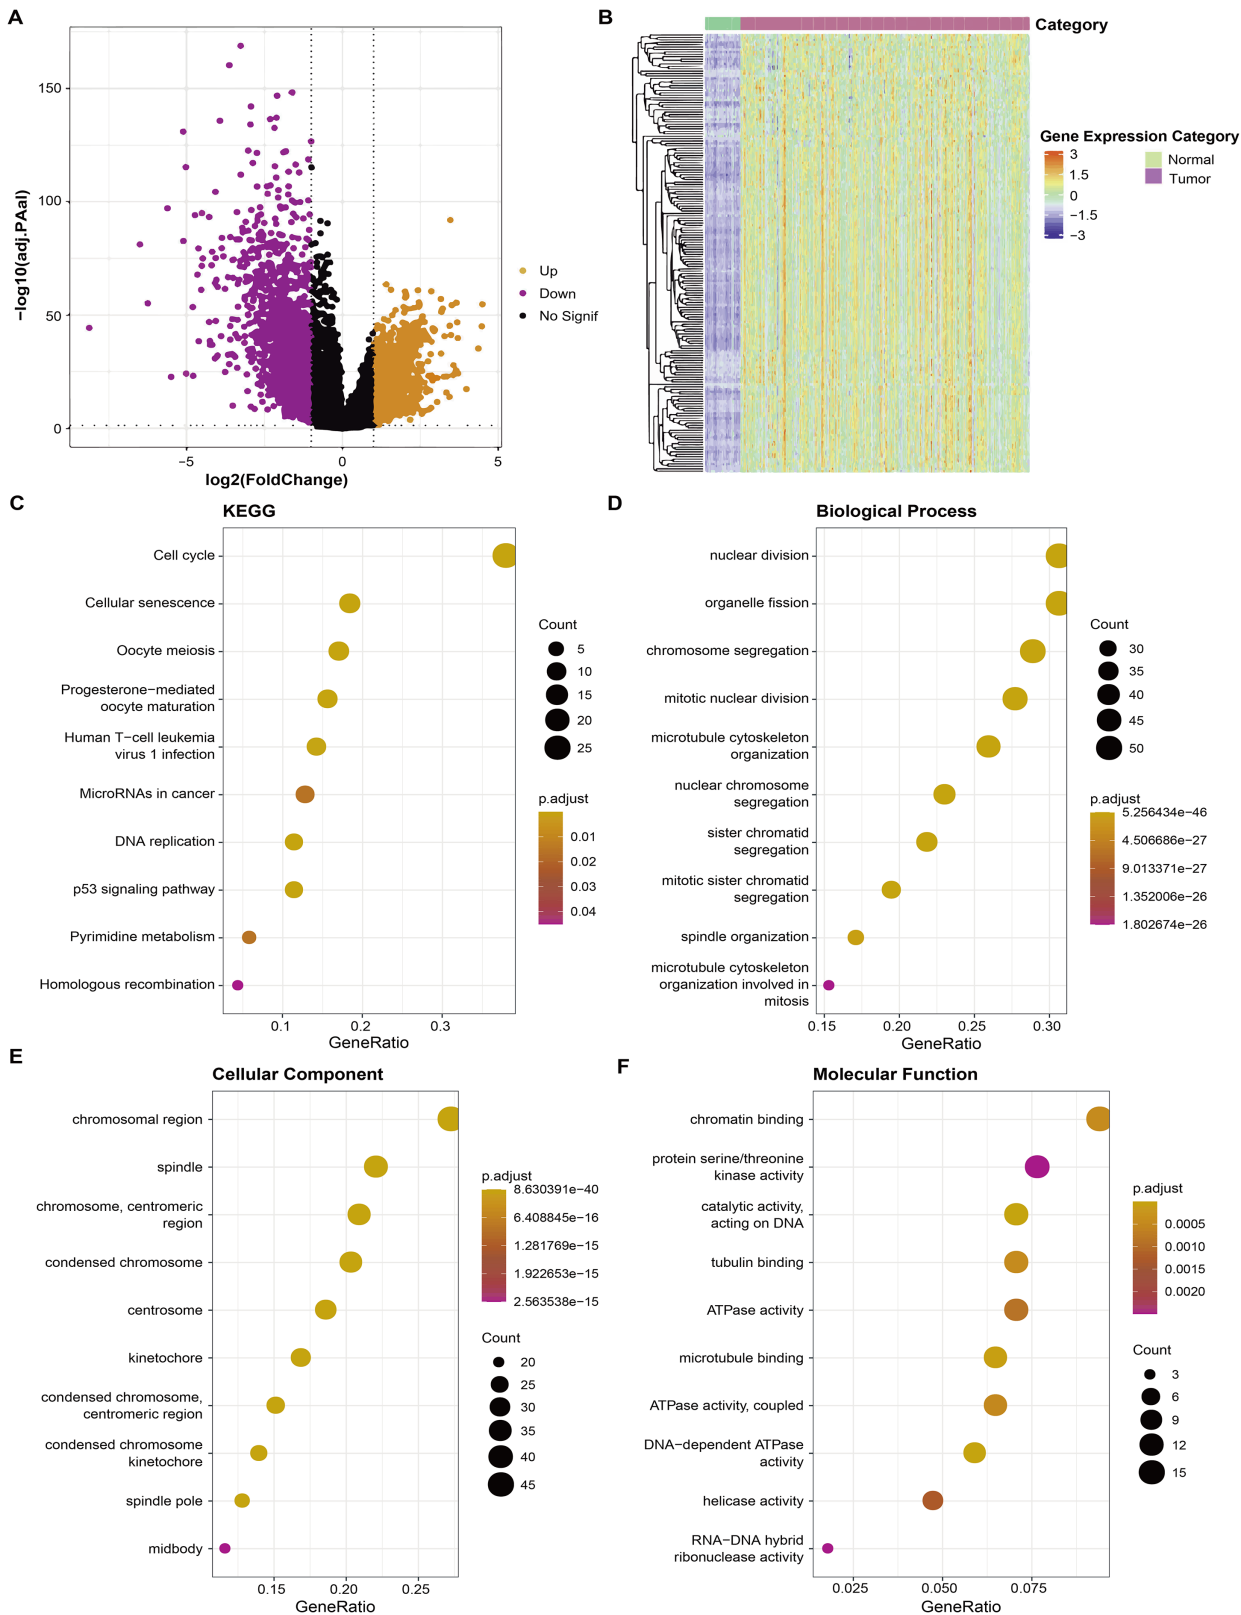 A
150
100
50
0
−5
0
5
−log10(adj.PAal)
log2(FoldChange)
Up
Down
No Signif
B
Category
Gene Expression Category
3
1.5
0
−1.5
−3
Normal
Tumor
C
KEGG
Cell cycle
Cellular senescence
Oocyte meiosis
Progesterone−mediated
oocyte maturation
Human T−cell leukemia
virus 1 infection
MicroRNAs in cancer
DNA replication
p53 signaling pathway
Pyrimidine metabolism
Homologous recombination
0.1
0.2
0.3
GeneRatio
Count
5
10
15
20
25
p.adjust
0.01
0.02
0.03
0.04
D
Biological Process
nuclear division
organelle fission
chromosome segregation
mitotic nuclear division
microtubule cytoskeleton
organization
nuclear chromosome
segregation
sister chromatid
segregation
mitotic sister chromatid
segregation
spindle organization
microtubule cytoskeleton
organization involved in
mitosis
0.15
0.20
0.25
0.30
GeneRatio
Count
30
35
40
45
50
p.adjust
5.256434e−46
4.506686e−27
9.013371e−27
1.352006e−26
1.802674e−26
E
Cellular Component
chromosomal region
spindle
chromosome, centromeric
region
condensed chromosome
centrosome
kinetochore
condensed chromosome,
centromeric region
condensed chromosome
kinetochore
spindle pole
midbody
0.15
0.20
0.25
GeneRatio
p.adjust
8.630391e−40
6.408845e−16
1.281769e−15
1.922653e−15
2.563538e−15
Count
20
25
30
35
40
45
F
Molecular Function
chromatin binding
protein serine/threonine
kinase activity
catalytic activity,
acting on DNA
tubulin binding
ATPase activity
microtubule binding
ATPase activity, coupled
DNA−dependent ATPase
activity
helicase activity
RNA−DNA hybrid
ribonuclease activity
0.025
0.050
0.075
GeneRatio
p.adjust
0.0005
0.0010
0.0015
0.0020
Count
3
6
9
12
15